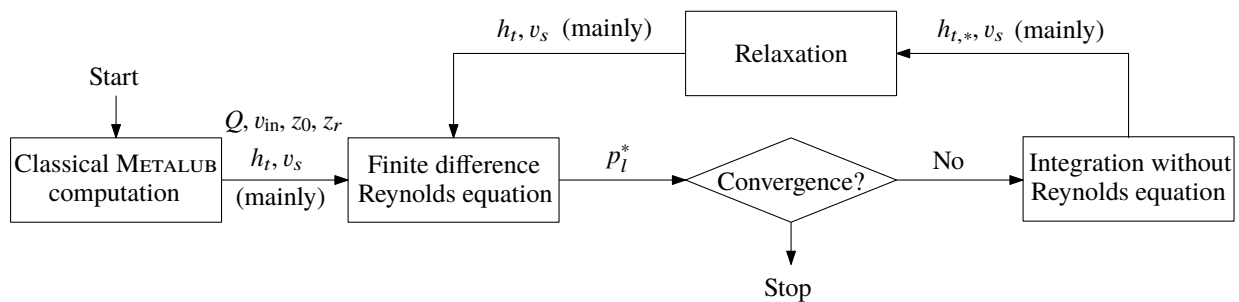 h_t, v_s (mainly)
Relaxation
h_{t,*}, v_s (mainly)
Start
Q, v_in, z_0, z_r
Classical METALUB
computation
h_t, v_s
(mainly)
Finite difference
Reynolds equation
p_l^*
Convergence?
No
Integration without
Reynolds equation
Stop